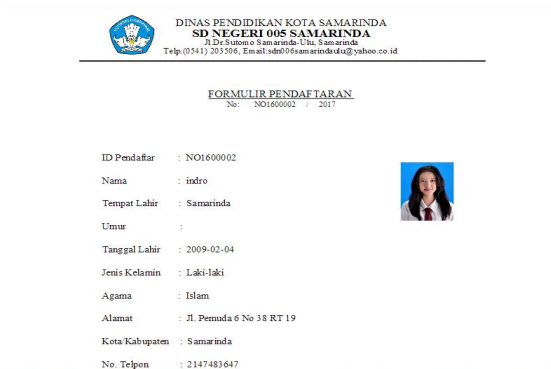 DINAS PENDIDIKAN KOTA SAMARINDA
SD NEGERI 005 SAMARINDA
Jl.Dr.Sutomo Samarinda-Ulu, Samarinda
Telp.(0541) 203506, Email:sdn006samarindaulu@yahoo.co.id
FORMULIR PENDAFTARAN
No: NO1600002 / 2017
ID Pendaftar : NO1600002
Nama : indro
Tempat Lahir : Samarinda
Umur :
Tanggal Lahir : 2009-02-04
Jenis Kelamin : Laki-laki
Agama : Islam
Alamat : Jl. Pemuda 6 No 38 RT 19
Kota/Kabupaten : Samarinda
No. Telpon : 2147483647